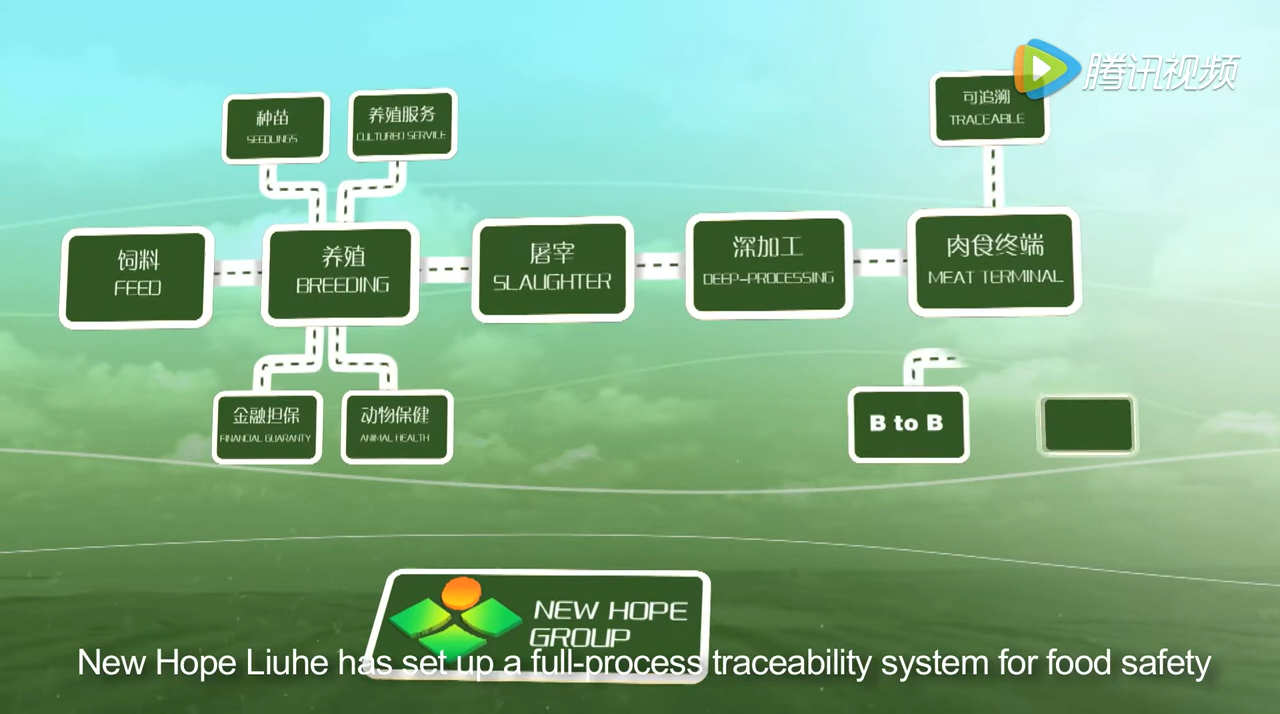 腾讯视频
种苗
SEEDLINGS
养殖服务
CULTURED SERVICE
可追溯
TRACEABLE
饲料
FEED
养殖
BREEDING
屠宰
SLAUGHTER
深加工
DEEP-PROCESSING
肉食终端
MEAT TERMINAL
金融担保
FINANCIAL GUARANTY
动物保健
ANIMAL HEALTH
B to B
NEW HOPE
GROUP
New Hope Liuhe has set up a full-process traceability system for food safety